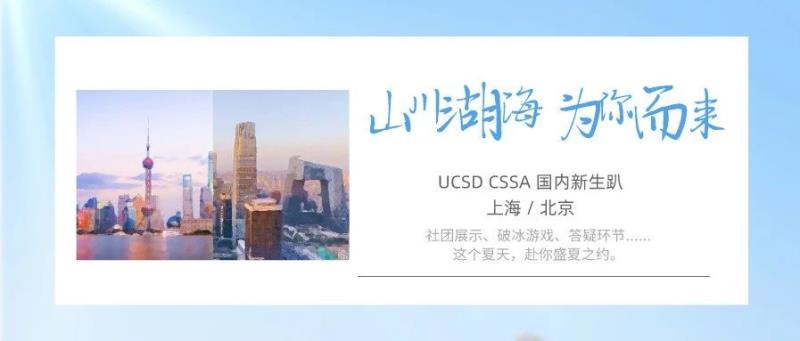 山川湖海 为你而来
UCSD CSSA 国内新生趴
上海 / 北京
社团展示、破冰游戏、答疑环节......
这个夏天，赴你盛夏之约。